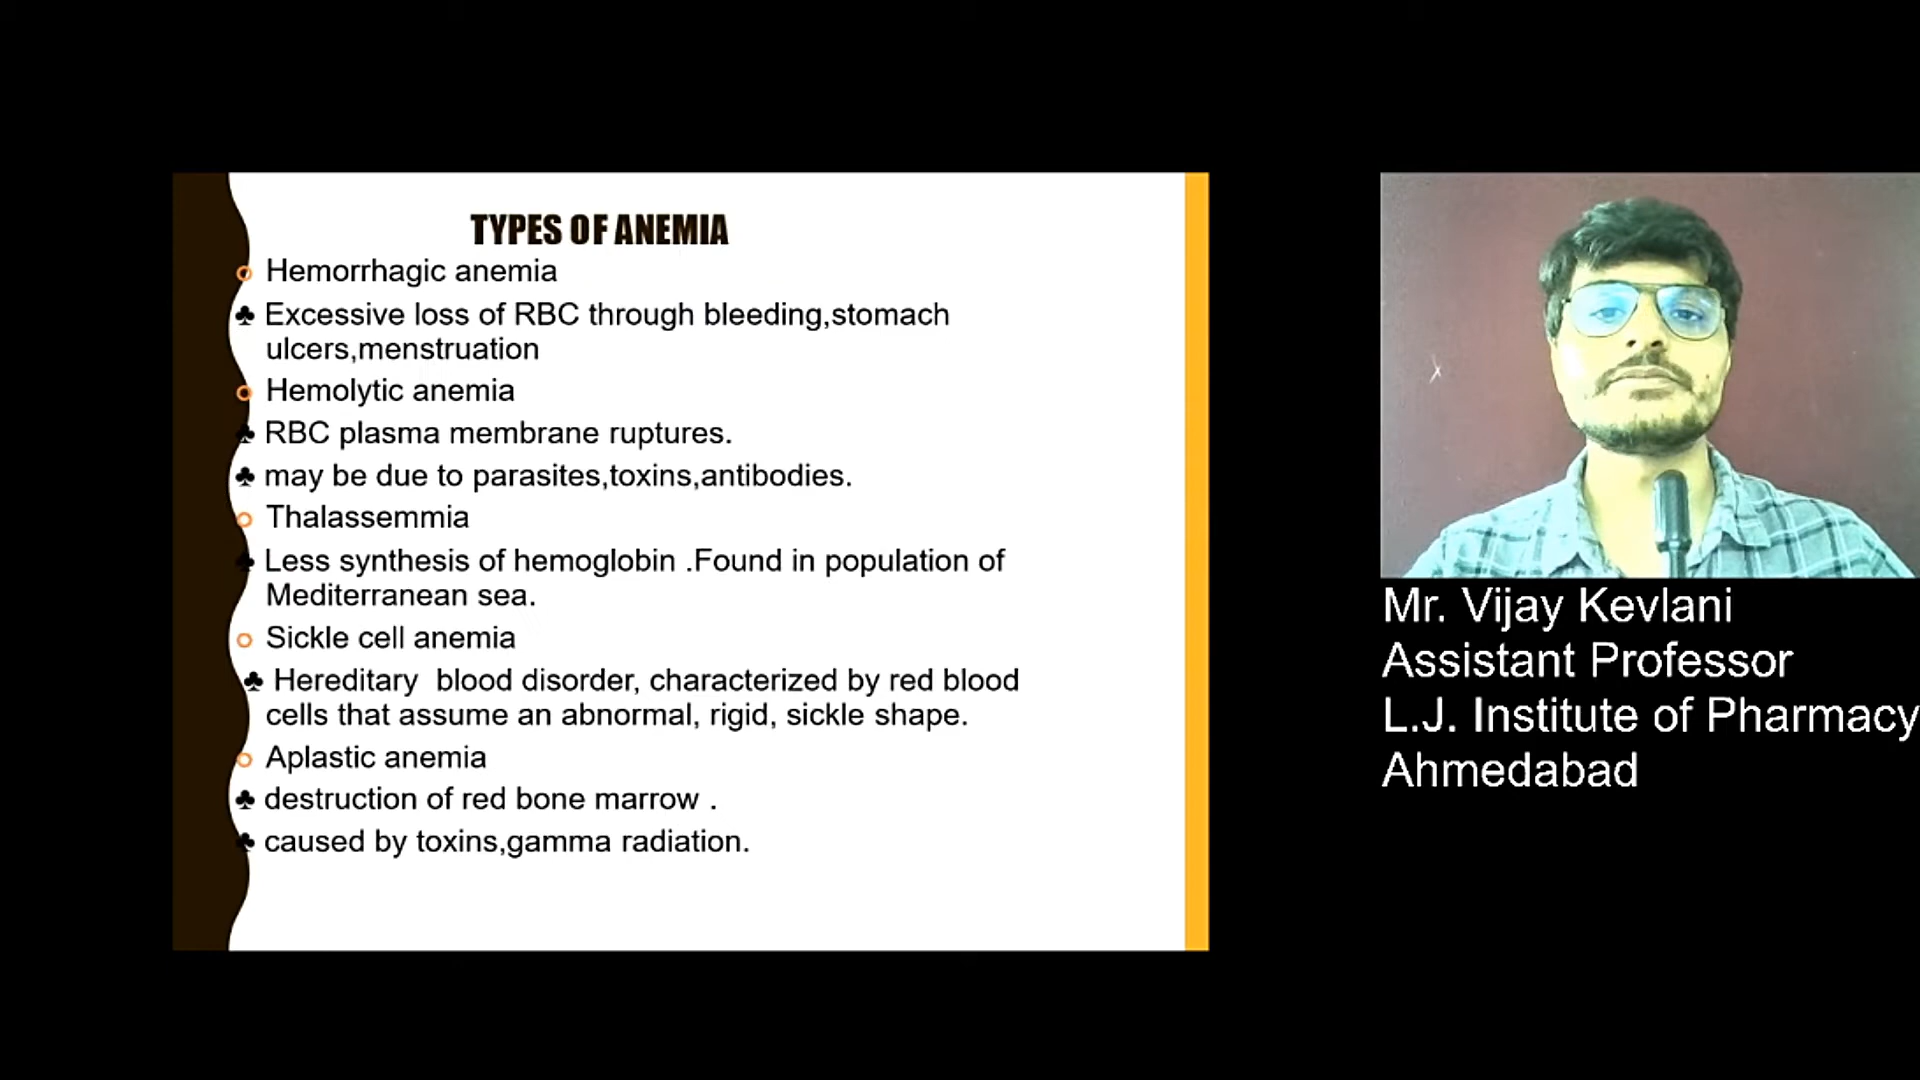 TYPES OF ANEMIA
Hemorrhagic anemia
♣ Excessive loss of RBC through bleeding,stomach
ulcers,menstruation
Hemolytic anemia
♣ RBC plasma membrane ruptures.
♣ may be due to parasites,toxins,antibodies.
Thalassemmia
♣ Less synthesis of hemoglobin .Found in population of
Mediterranean sea.
Sickle cell anemia
♣ Hereditary  blood disorder, characterized by red blood
cells that assume an abnormal, rigid, sickle shape.
Aplastic anemia
♣ destruction of red bone marrow .
♣ caused by toxins,gamma radiation.
Mr. Vijay Kevlani
Assistant Professor
L.J. Institute of Pharmacy
Ahmedabad